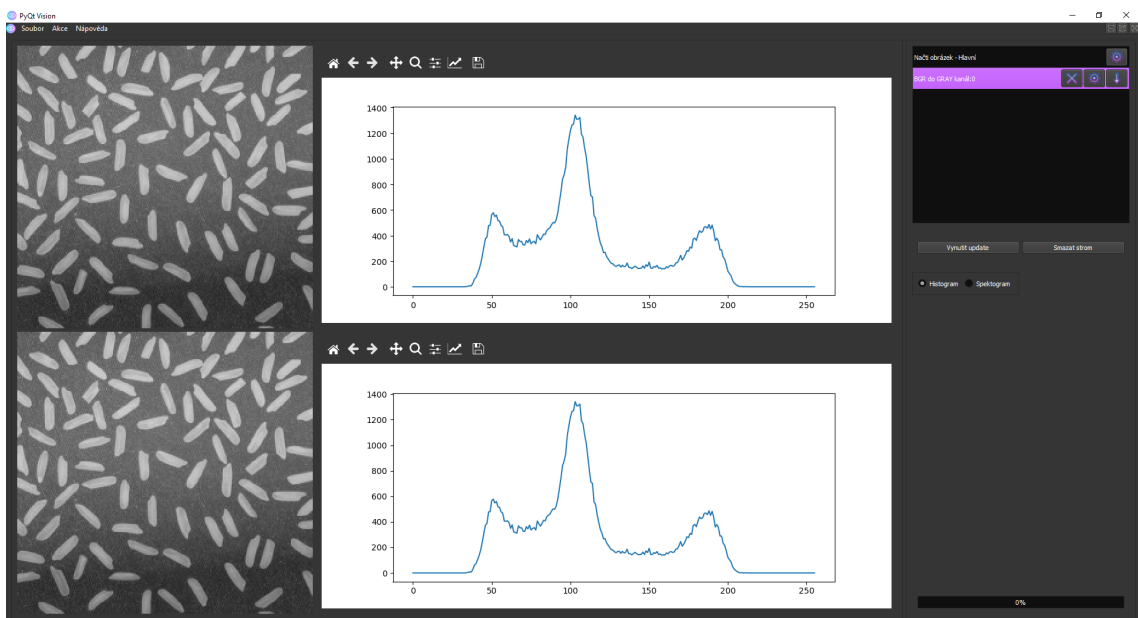 PyQt Vision
Soubor Akce Nápověda
1400
1200
1000
800
600
400
200
0
0 50 100 150 200 250
1400
1200
1000
800
600
400
200
0
0 50 100 150 200 250
Načti obrázek - Hlavní
BGR do GRAY kanál:0
Vynutit update Smazat strom
Histogram Spektogram
0%